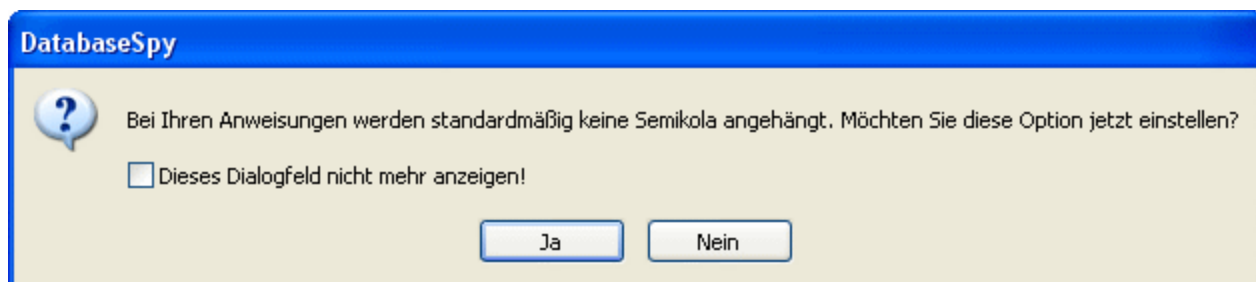 DatabaseSpy
Bei Ihren Anweisungen werden standardmäßig keine Semikola angehängt. Möchten Sie diese Option jetzt einstellen?
Dieses Dialogfeld nicht mehr anzeigen!
Ja
Nein